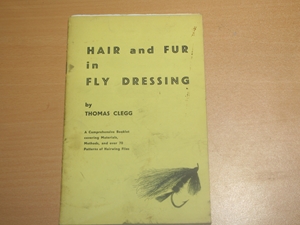 HAIR and FUR
in
FLY DRESSING
by
THOMAS CLEGG
A Comprehensive Booklet
covering Materials,
Methods, and over 70
Patterns of Hairwing Flies